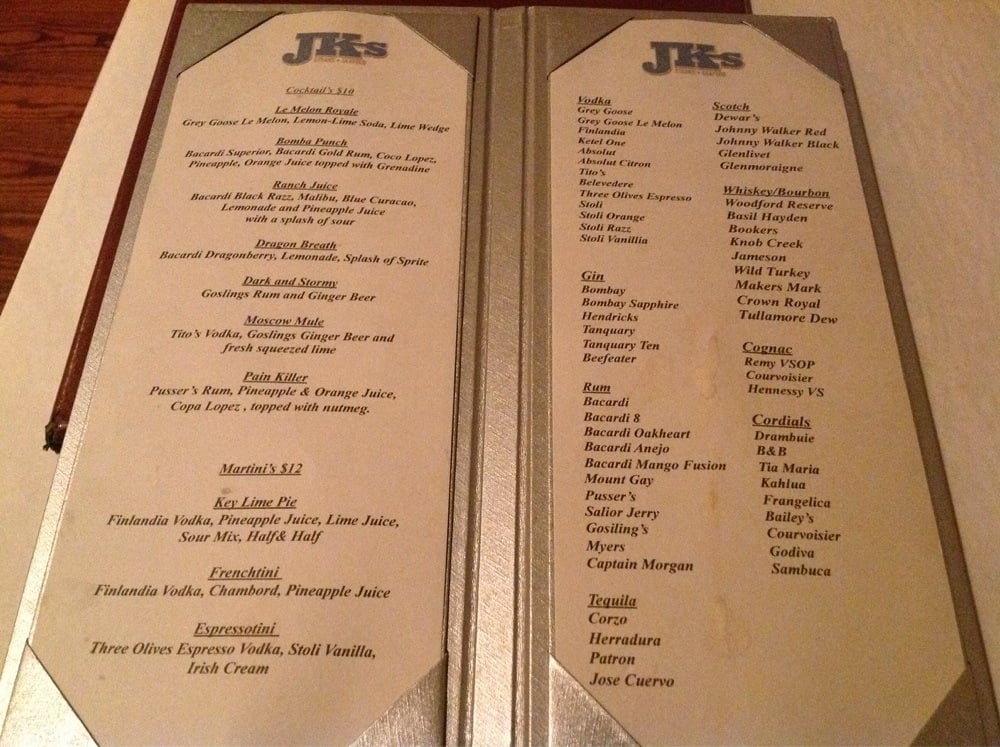 JKs
Cocktail's $10
Le Melon Royale
Grey Goose Le Melon, Lemon-Lime Soda, Lime Wedge
Bomba Punch
Bacardi Superior, Bacardi Gold Rum, Coco Lopez,
Pineapple, Orange Juice topped with Grenadine
Ranch Juice
Bacardi Black Razz, Malibu, Blue Curacao,
Lemonade and Pineapple Juice
with a splash of sour
Dragon Breath
Bacardi Dragonberry, Lemonade, Splash of Sprite
Dark and Stormy
Goslings Rum and Ginger Beer
Moscow Mule
Tito's Vodka, Goslings Ginger Beer and
fresh squeezed lime
Pain Killer
Pusser's Rum, Pineapple & Orange Juice,
Copa Lopez , topped with nutmeg.
Martini's $12
Key Lime Pie
Finlandia Vodka, Pineapple Juice, Lime Juice,
Sour Mix, Half& Half
Frenchtini
Finlandia Vodka, Chambord, Pineapple Juice
Espressotini
Three Olives Espresso Vodka, Stoli Vanilla,
Irish Cream
JKs
Vodka
Grey Goose
Grey Goose Le Melon
Finlandia
Ketel One
Absolut
Absolut Citron
Tito's
Belevedere
Three Olives Espresso
Stoli
Stoli Orange
Stoli Razz
Stoli Vanillia
Gin
Bombay
Bombay Sapphire
Hendricks
Tanquary
Tanquary Ten
Beefeater
Rum
Bacardi
Bacardi 8
Bacardi Oakheart
Bacardi Anejo
Bacardi Mango Fusion
Mount Gay
Pusser's
Salior Jerry
Gosiling's
Myers
Captain Morgan
Tequila
Corzo
Herradura
Patron
Jose Cuervo
Scotch
Dewar's
Johnny Walker Red
Johnny Walker Black
Glenlivet
Glenmoraigne
Whiskey/Bourbon
Woodford Reserve
Basil Hayden
Bookers
Knob Creek
Jameson
Wild Turkey
Makers Mark
Crown Royal
Tullamore Dew
Cognac
Remy VSOP
Courvoisier
Hennessy VS
Cordials
Drambuie
B&B
Tia Maria
Kahlua
Frangelica
Bailey's
Courvoisier
Godiva
Sambuca